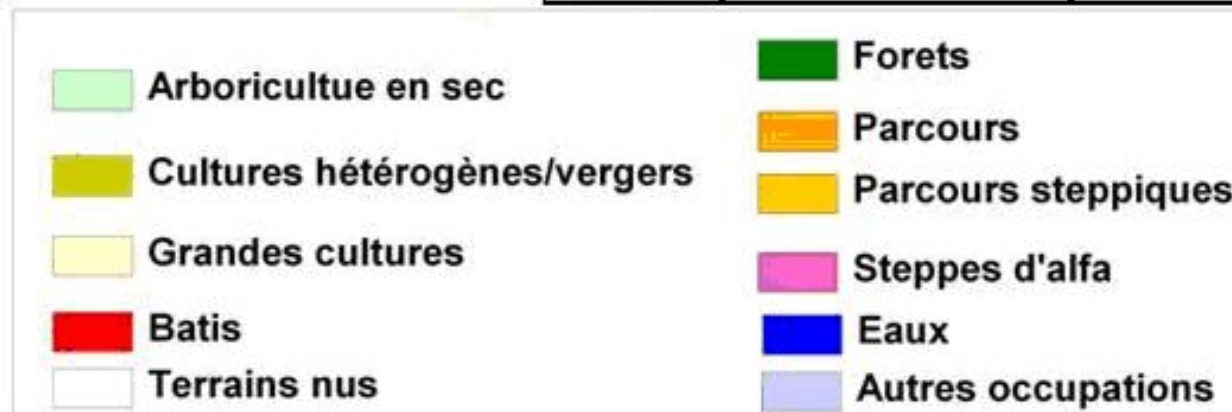 Arboricultue en sec
Cultures hétérogènes/vergers
Grandes cultures
Batis
Terrains nus
Forets
Parcours
Parcours steppiques
Steppes d'alfa
Eaux
Autres occupations